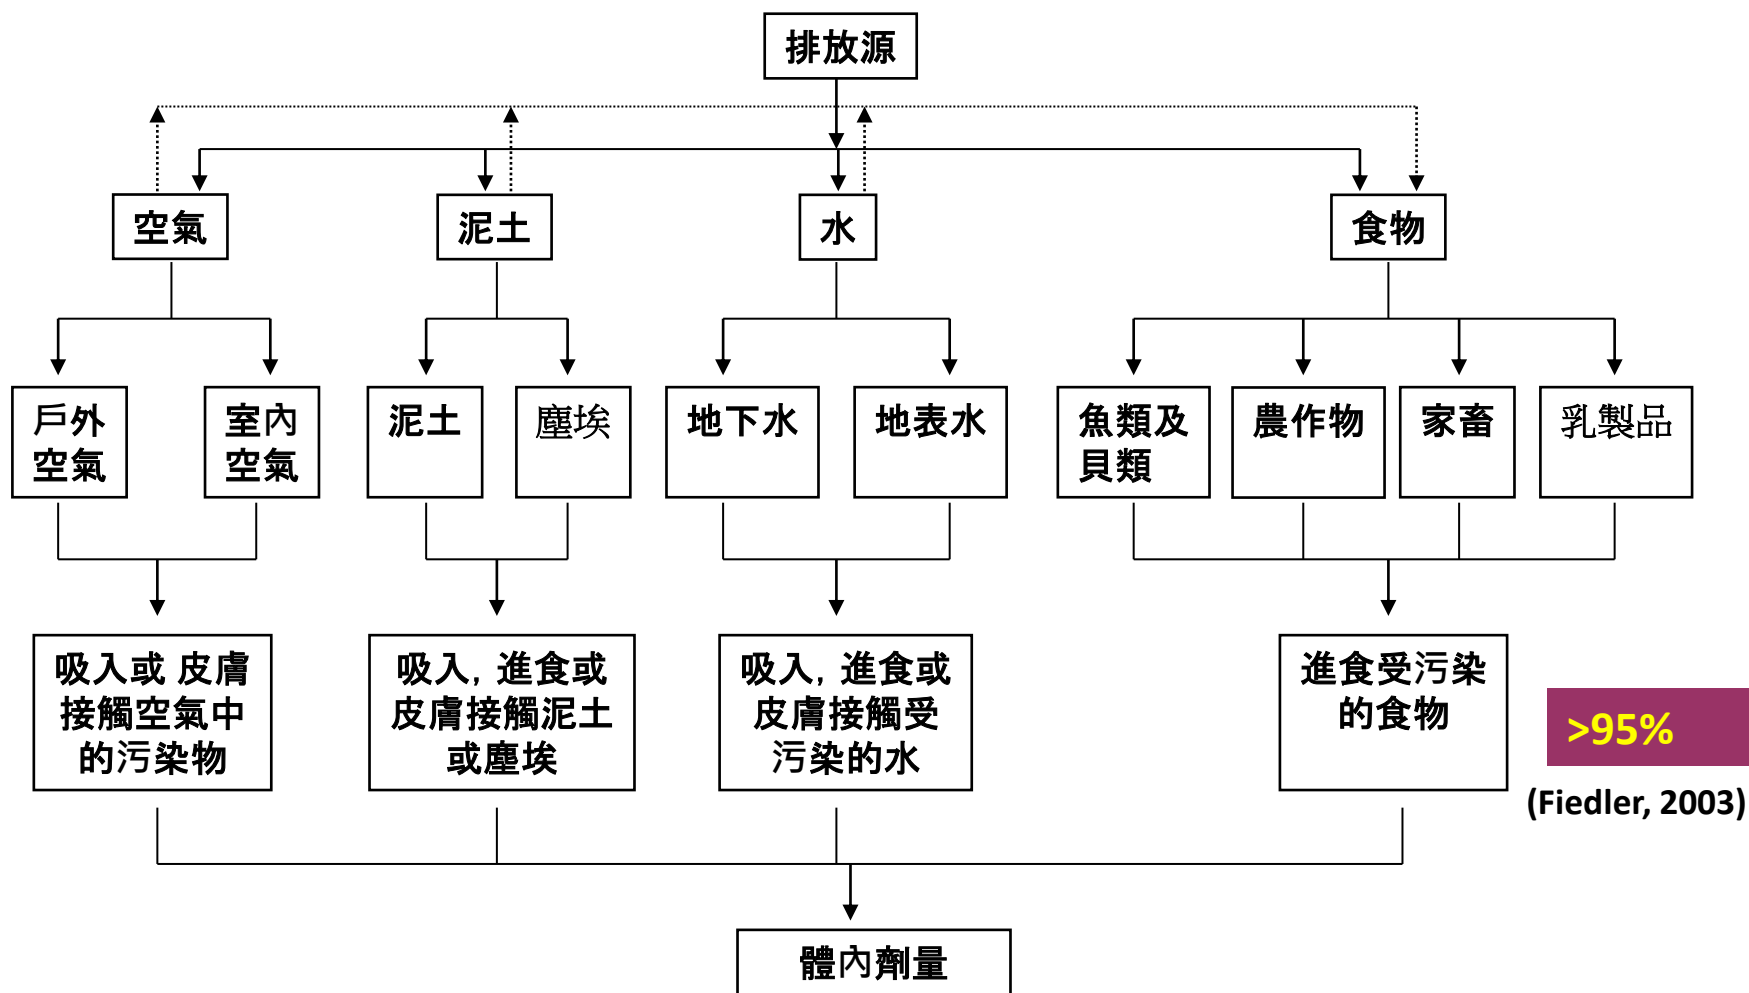 排放源
空氣
泥土
水
食物
戶外
空氣
室內
空氣
泥土
塵埃
地下水
地表水
魚類及
貝類
農作物
家畜
乳製品
吸入或 皮膚
接觸空氣中
的污染物
吸入, 進食或
皮膚接觸泥土
或塵埃
吸入, 進食或
皮膚接觸受
污染的水
進食受污染
的食物
>95%
(Fiedler, 2003)
體內劑量